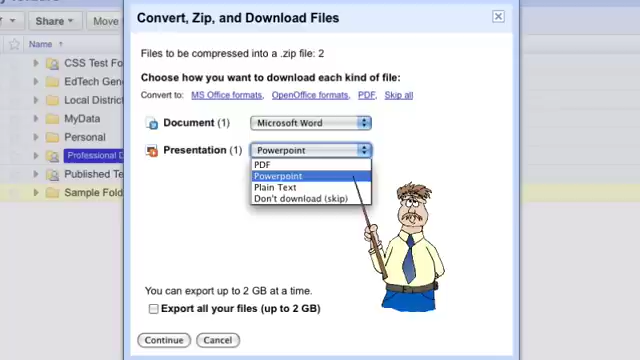 Convert, Zip, and Download Files
Share
Move
Files to be compressed into a .zip file: 2
Name
Choose how you want to download each kind of file:
CSS Test Fo
Convert to: MS Office formats, OpenOffice formats, PDF, Skip all
EdTech Gen
Local District
Document (1) Microsoft Word
MyData
Personal
Presentation (1) Powerpoint
Professional D
PDF
Published T
Powerpoint
Plain Text
Sample Fold
Don't download (skip)
You can export up to 2 GB at a time.
Export all your files (up to 2 GB)
Continue
Cancel